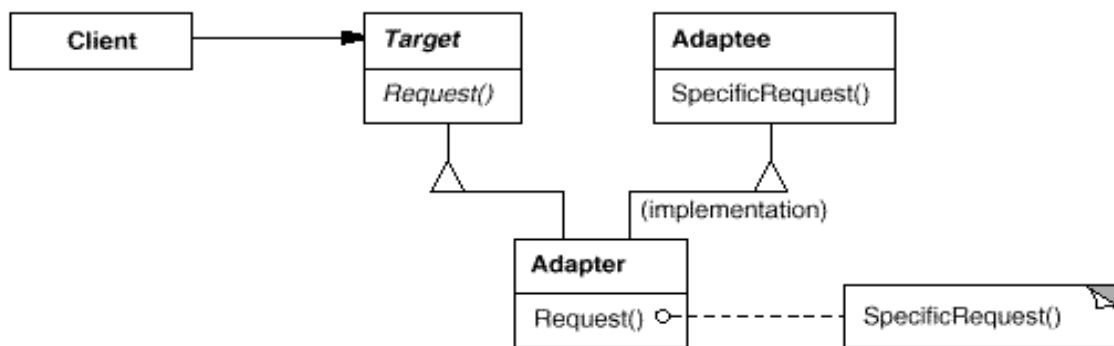 Client
Target
Request()
Adaptee
SpecificRequest()
(implementation)
Adapter
Request()
SpecificRequest()